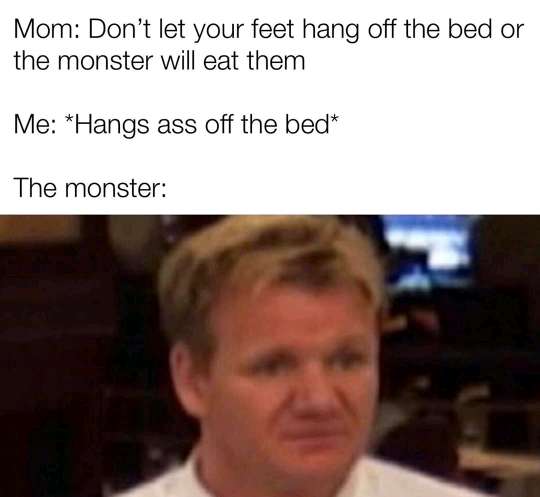 Mom: Don’t let your feet hang off the bed or
the monster will eat them
Me: *Hangs ass off the bed*
The monster: